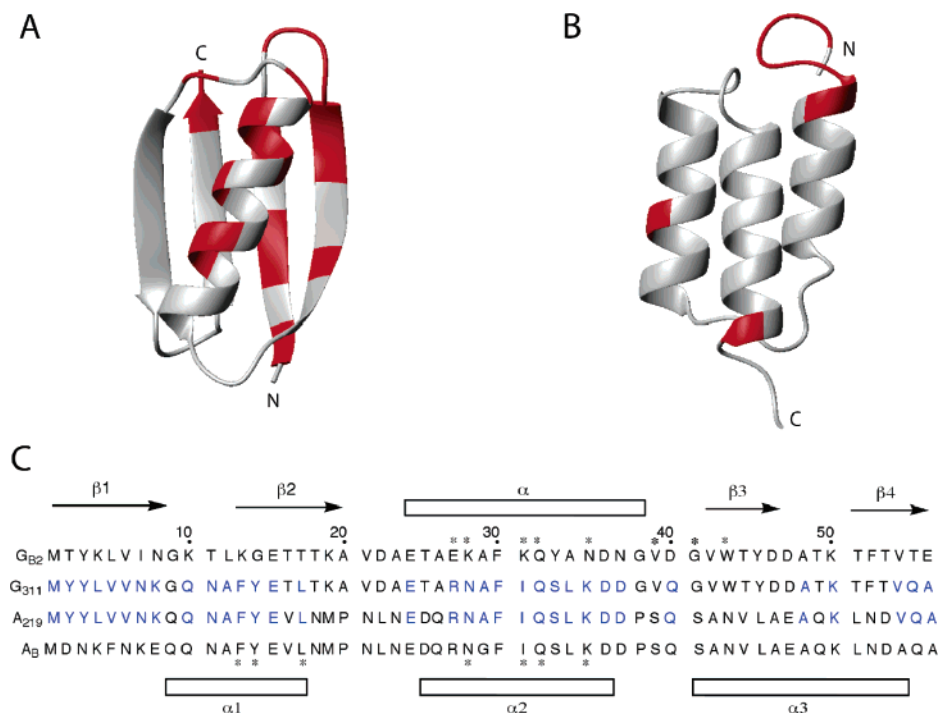 A
C
N
B
N
C
C
β1 β2 α β3 β4
10 20 30 40 50
* * * * * * * *
GB2 MTYKLVINGK TLKGETTTKA VDAETAEKAF KQYANDNGVD GVWTYDDATK TFTVTE
G311 MYYLVVNKGQ NAFYETLTKA VDAETARNAF IQSLKDDGVQ GVWTYDDATK TFTVQA
A219 MYYLVVNKQQ NAFYEVLNMP NLNEDQRNAF IQSLKDDPSQ SANVLAEAQK LNDVQA
AB MDNKFNKEQQ NAFYEVLNMP NLNEDQRNGF IQSLKDDPSQ SANVLAEAQK LNDAQA
* * * * * * *
α1 α2 α3